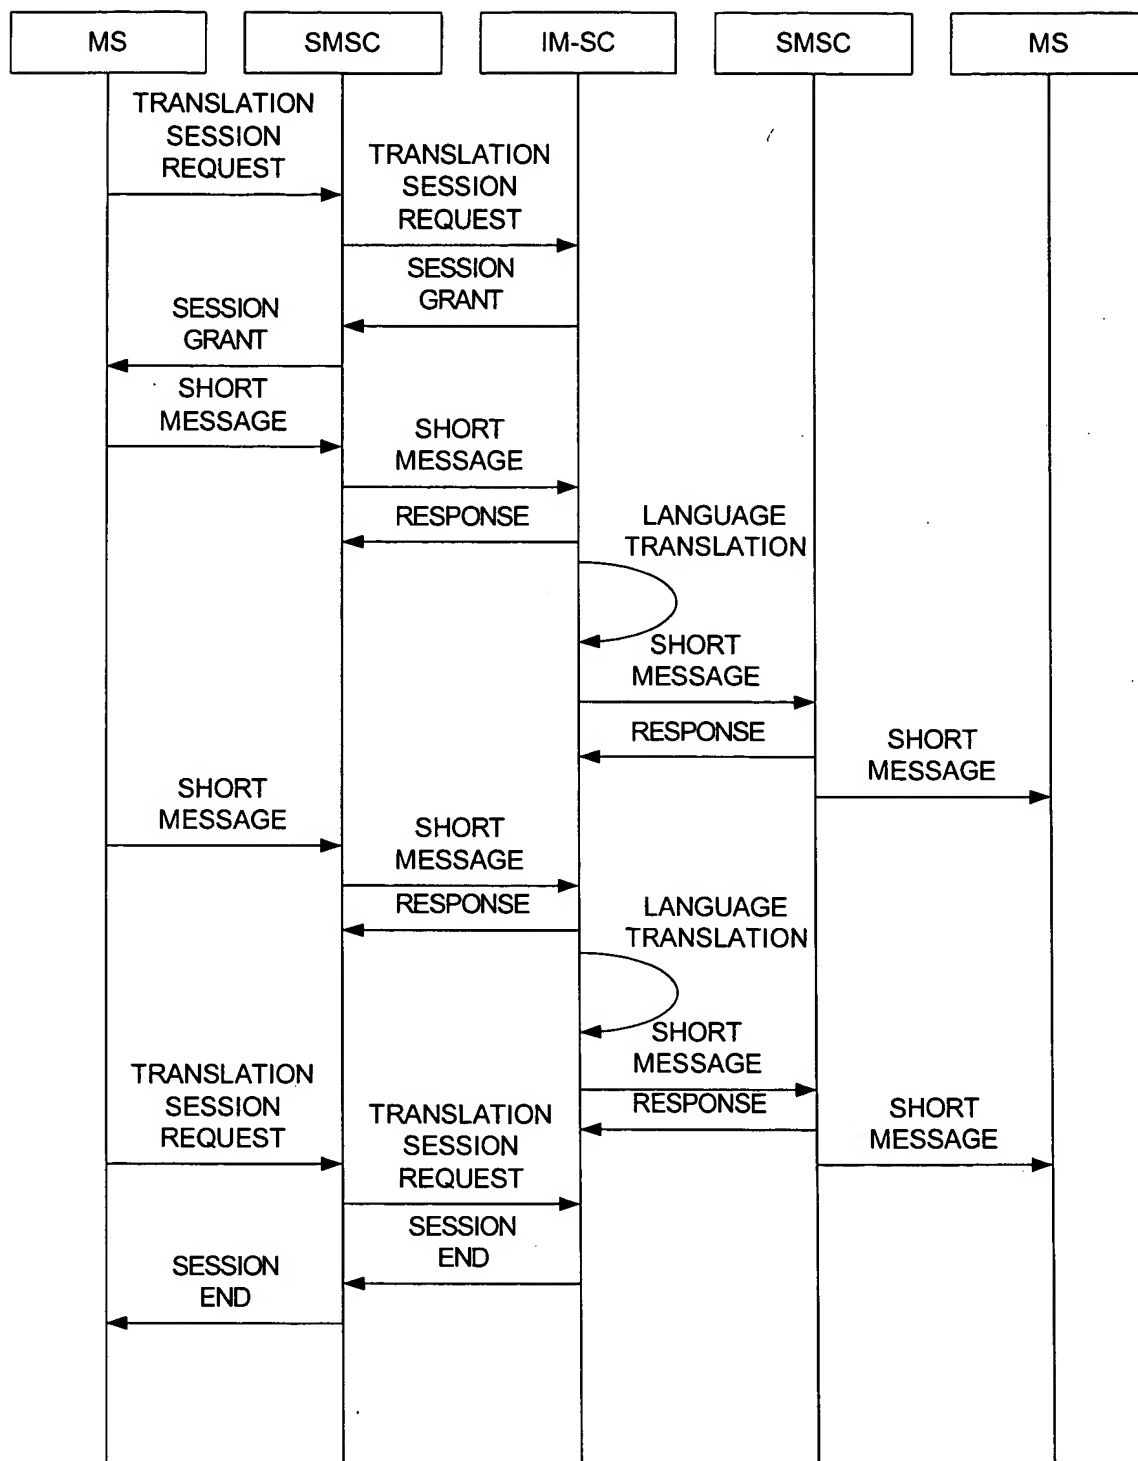 MS
SMSC
IM-SC
SMSC
MS
TRANSLATION
SESSION
REQUEST
TRANSLATION
SESSION
REQUEST
SESSION
GRANT
SESSION
GRANT
SHORT
MESSAGE
SHORT
MESSAGE
RESPONSE
LANGUAGE
TRANSLATION
SHORT
MESSAGE
RESPONSE
SHORT
MESSAGE
SHORT
MESSAGE
SHORT
MESSAGE
RESPONSE
LANGUAGE
TRANSLATION
SHORT
MESSAGE
RESPONSE
SHORT
MESSAGE
TRANSLATION
SESSION
REQUEST
TRANSLATION
SESSION
REQUEST
SESSION
END
SESSION
END